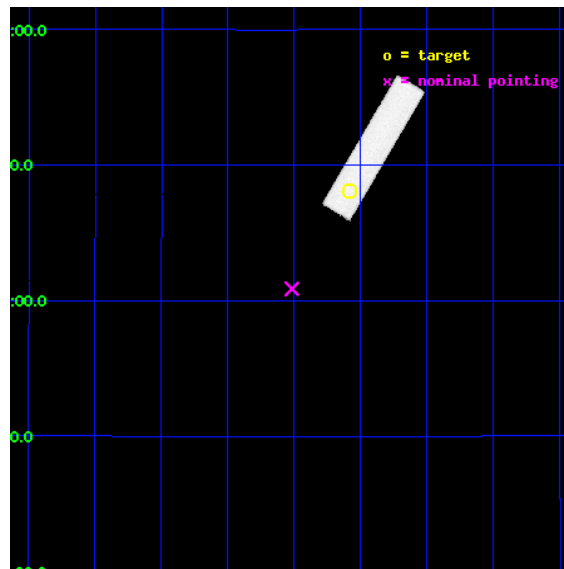 :00.0
o = target
x = nominal pointing
0.0
:00.0
0.0